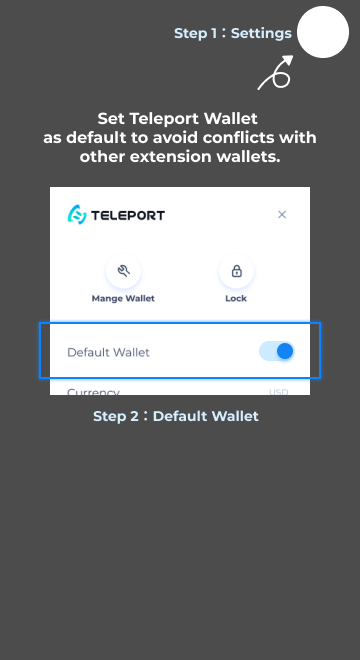 Step 1：Settings
Set Teleport Wallet
as default to avoid conflicts with
other extension wallets.
TELEPORT
Mange Wallet
Lock
Default Wallet
Currency
USD
Step 2：Default Wallet